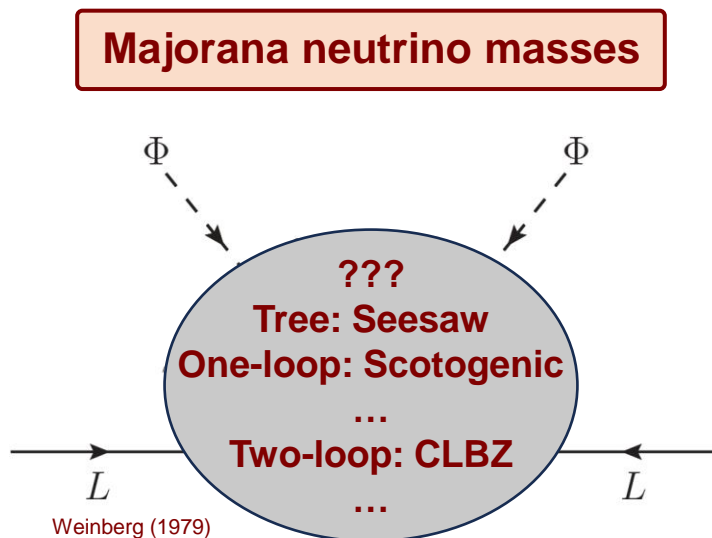 Majorana neutrino masses
Φ Φ
???
Tree: Seesaw
One-loop: Scotogenic
...
Two-loop: CLBZ
L L
...
Weinberg (1979)